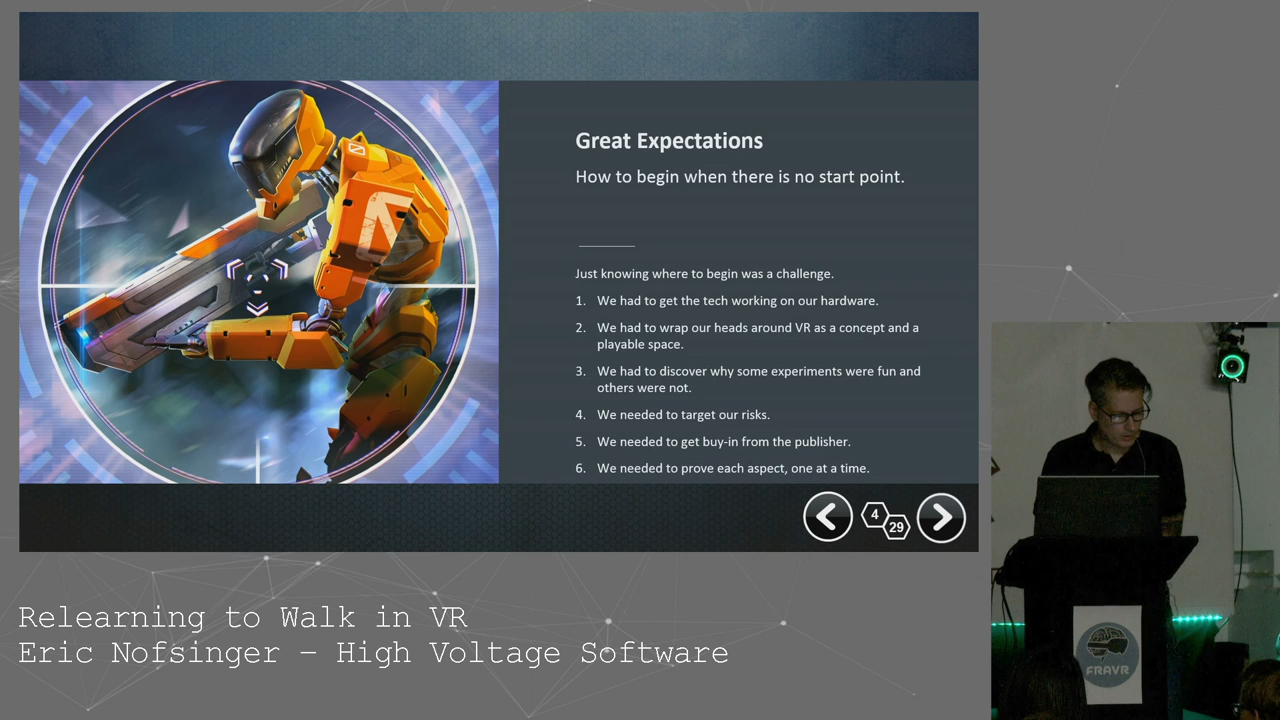 Great Expectations
How to begin when there is no start point.
Just knowing where to begin was a challenge.
1. We had to get the tech working on our hardware.
2. We had to wrap our heads around VR as a concept and a
playable space.
3. We had to discover why some experiments were fun and
others were not.
4. We needed to target our risks.
5. We needed to get buy-in from the publisher.
6. We needed to prove each aspect, one at a time.
4
29
Relearning to Walk in VR
Eric Nofsinger – High Voltage Software
FRAVR